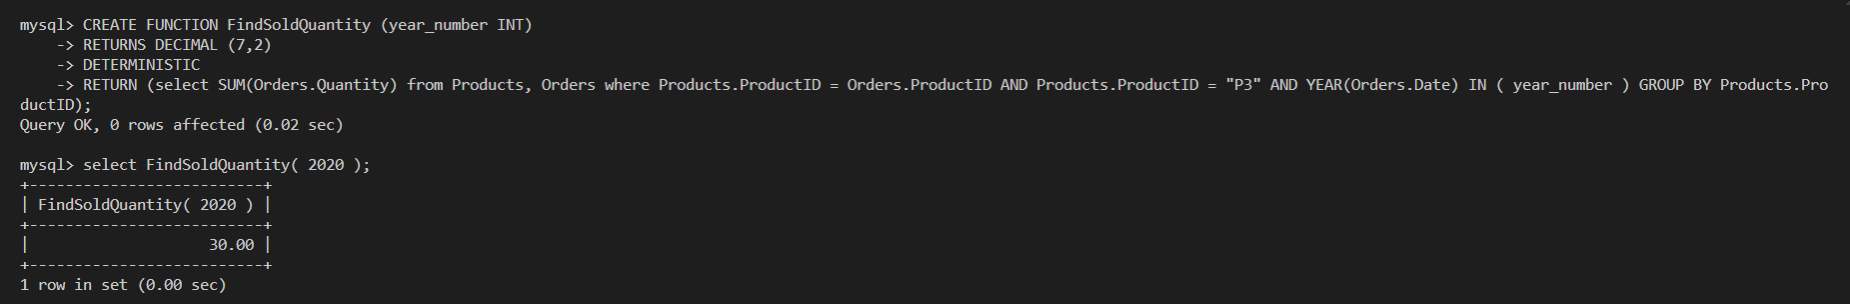 mysql> CREATE FUNCTION FindSoldQuantity (year_number INT)
    -> RETURNS DECIMAL (7,2)
    -> DETERMINISTIC
    -> RETURN (select SUM(Orders.Quantity) from Products, Orders where Products.ProductID = Orders.ProductID AND Products.ProductID = "P3" AND YEAR(Orders.Date) IN ( year_number ) GROUP BY Products.Pro
ductID);
Query OK, 0 rows affected (0.02 sec)

mysql> select FindSoldQuantity( 2020 );
+--------------------------+
| FindSoldQuantity( 2020 ) |
+--------------------------+
|                    30.00 |
+--------------------------+
1 row in set (0.00 sec)